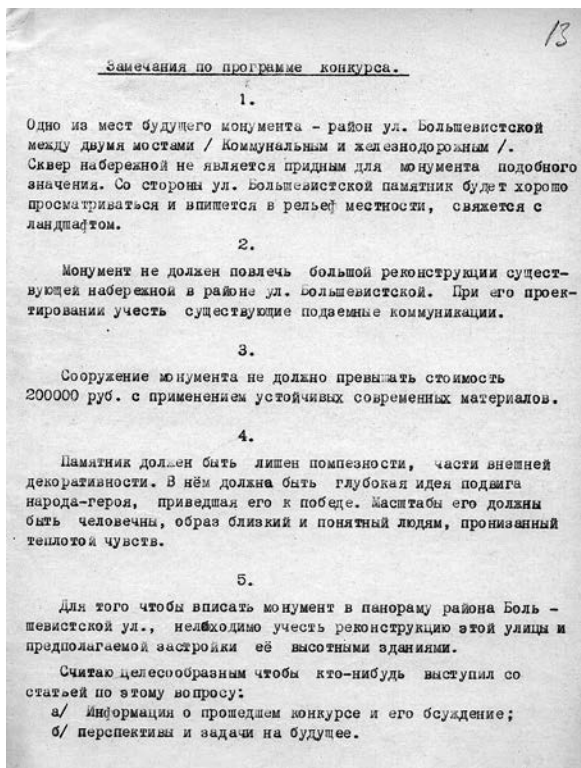 13
Замечания по программе конкурса.
1.
Одно из мест будущего монумента - район ул. Большевистской
между двумя мостами / Коммунальным и железнодорожным /.
Сквер набережной не является придным для монумента подобного
значения. Со стороны ул. Большевистской памятник будет хорошо
просматриваться и впишется в рельеф местности, свяжется с
ландшафтом.
2.
Монумент не должен повлечь большой реконструкции сущест-
вующей набережной в районе ул. Большевистской. При его проек-
тировании учесть существующие подземные коммуникации.
3.
Сооружение монумента не должно превышать стоимость
200000 руб. с применением устойчивых современных материалов.
4.
Памятник должен быть лишен помпезности, части внешней
декоративности. В нём должна быть глубокая идея подвига
народа-героя, приведшая его к победе. Масштабы его должны
быть человечны, образ близкий и понятный людям, пронизанный
теплотой чувств.
5.
Для того чтобы вписать монумент в панораму района Боль -
шевистской ул., необходимо учесть реконструкцию этой улицы и
предполагаемой застройки её высотными зданиями.
Считаю целесообразным чтобы кто-нибудь выступил со
статьей по этому вопросу:
а/ Информация о прошедшем конкурсе и его бсуждение;
б/ перспективы и задачи на будущее.